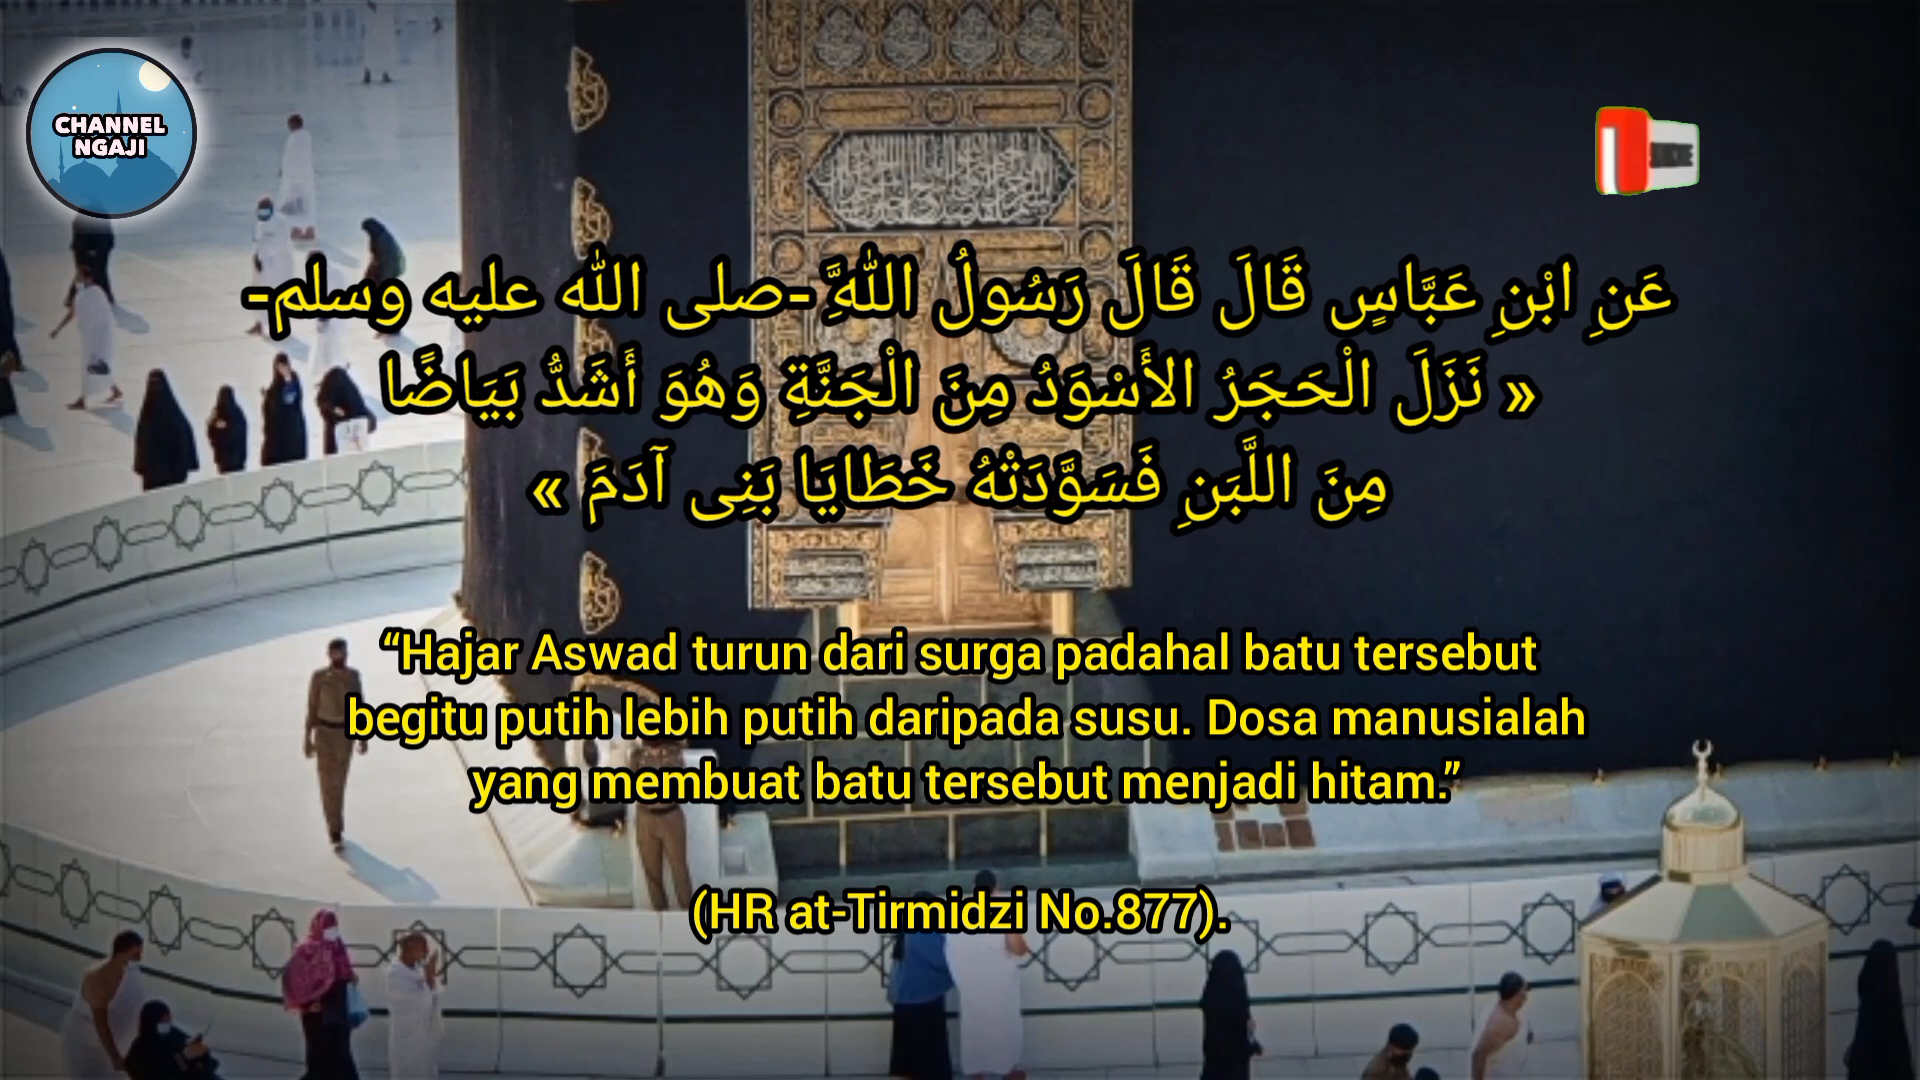 CHANNEL
NGAJI
عَنِ ابْنِ عَبَّاسٍ قَالَ قَالَ رَسُولُ اللَّهِ -صلى الله عليه وسلم-
« نَزَلَ الْحَجَرُ الأَسْوَدُ مِنَ الْجَنَّةِ وَهُوَ أَشَدُّ بَيَاضًا
مِنَ اللَّبَنِ فَسَوَّدَتْهُ خَطَايَا بَنِى آدَمَ »
“Hajar Aswad turun dari surga padahal batu tersebut
begitu putih lebih putih daripada susu. Dosa manusialah
yang membuat batu tersebut menjadi hitam.”
(HR at-Tirmidzi No.877).